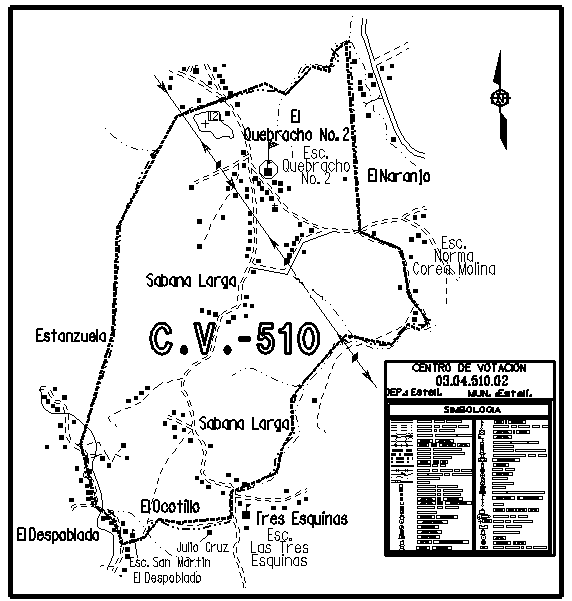 El
Quebracho No. 2
Esc.
Quebracho
No. 2
El Naranjo
Esc.
Norma
Corea Molina
Sabana Larga
Estanzuela
C.V.-510
CENTRO DE VOTACION
03.04.510.02
DEP.: Estelí.
MUN.: Estelí.
SIMBOLOGIA
Sabana Larga
El Ocotillo
El Despoblado
Tres Esquinas
Esc.
Las Tres
Esquinas
Julio Cruz
Esc. San Martin
El Despoblado